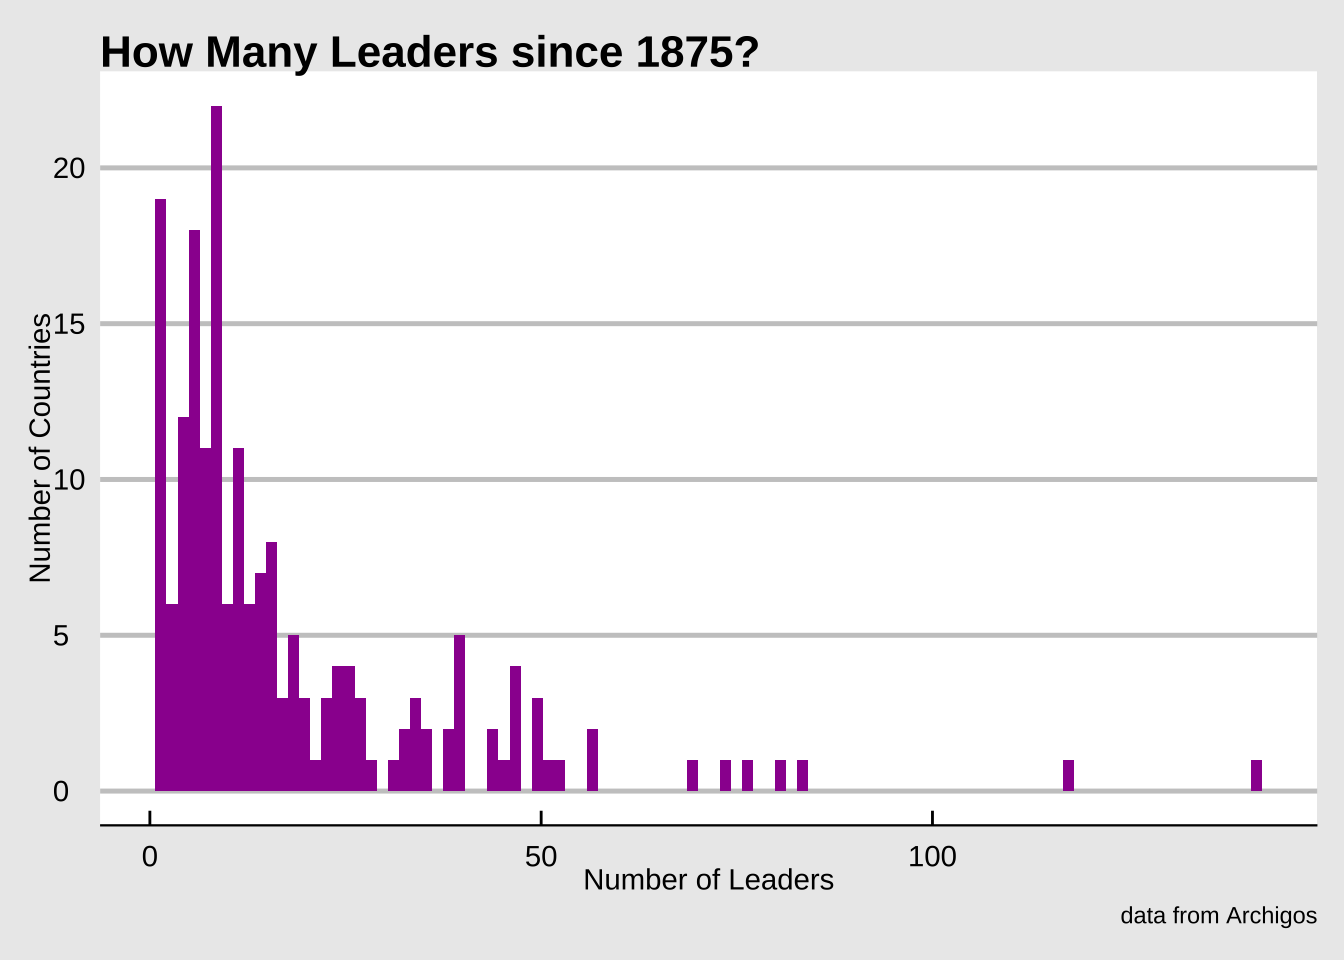 How Many Leaders since 1875?
Number of Countries
20
15
10
5
0
0 50 100
Number of Leaders
data from Archigos